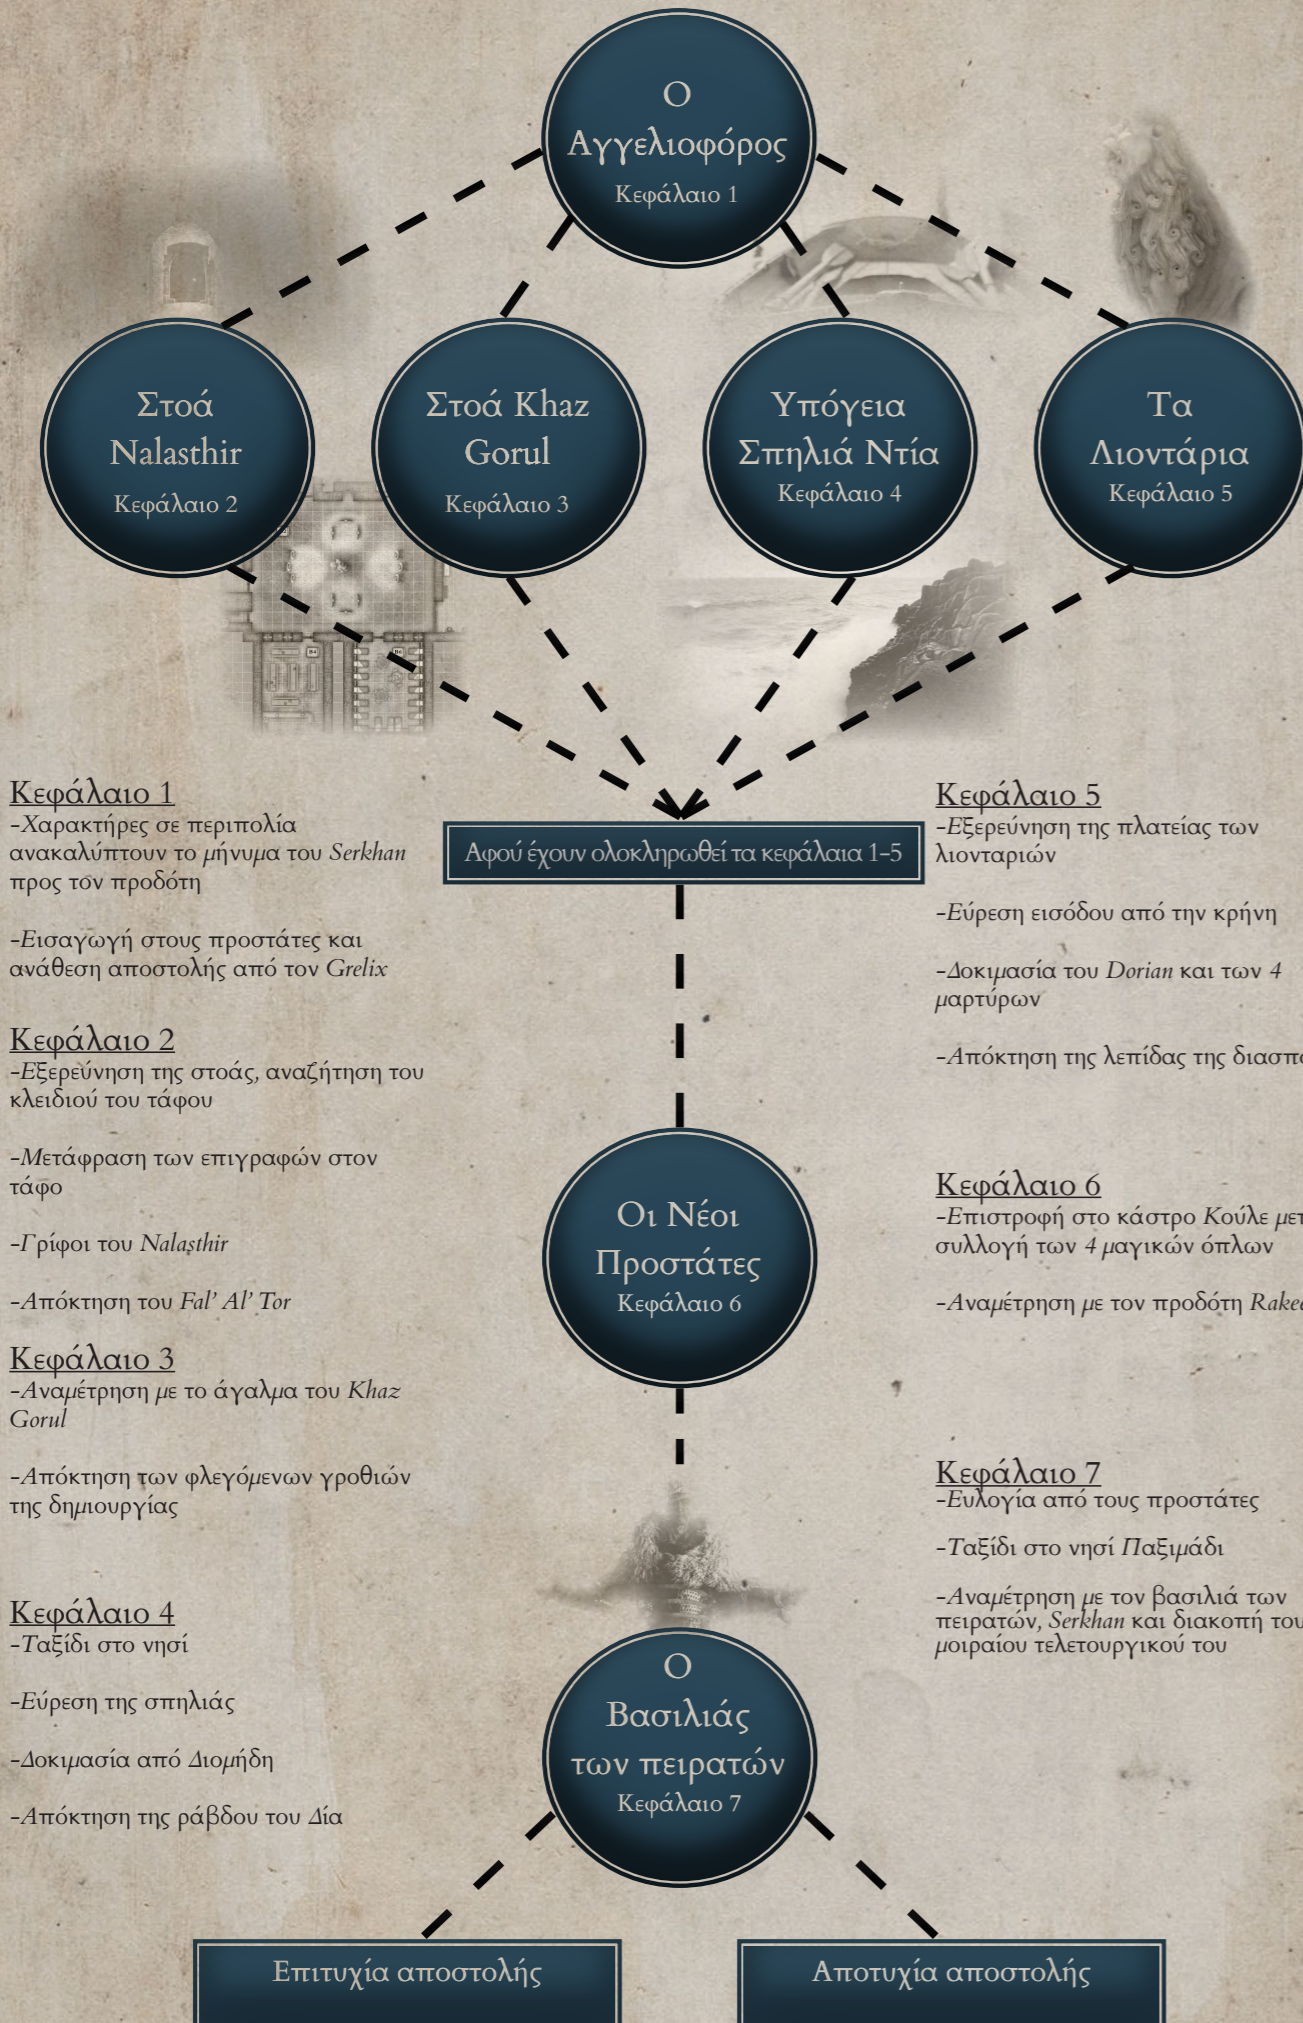 Ο
Αγγελιοφόρος
Κεφάλαιο 1
Στοά
Nalasthir
Κεφάλαιο 2
Στοά Khaz
Gorul
Κεφάλαιο 3
Υπόγεια
Σπηλιά Ντία
Κεφάλαιο 4
Τα
Λιοντάρια
Κεφάλαιο 5
Αφού έχουν ολοκληρωθεί τα κεφάλαια 1-5
Κεφάλαιο 1
-Χαρακτήρες σε περιπολία
ανακαλύπτουν το μήνυμα του Serkhan
προς τον προδότη
-Εισαγωγή στους προστάτες και
ανάθεση αποστολής από τον Grelix
Κεφάλαιο 2
-Εξερεύνηση της στοάς, αναζήτηση του
κλειδιού του τάφου
-Μετάφραση των επιγραφών στον
τάφο
-Γρίφοι του Nalasthir
-Απόκτηση του Fal' Al' Tor
Κεφάλαιο 3
-Αναμέτρηση με το άγαλμα του Khaz
Gorul
-Απόκτηση των φλεγόμενων γροθιών
της δημιουργίας
Κεφάλαιο 4
-Ταξίδι στο νησί
-Εύρεση της σπηλιάς
-Δοκιμασία από Διομήδη
-Απόκτηση της ράβδου του Δία
Κεφάλαιο 5
-Εξερεύνηση της πλατείας των
λιονταριών
-Εύρεση εισόδου από την κρήνη
-Δοκιμασία του Dorian και των 4
μαρτύρων
-Απόκτηση της λεπίδας της
Κεφάλαιο 6
-Επιστροφή στο κάστρο Κούλε
συλλογή των 4 μαγικών όπλων
-Αναμέτρηση με τον προδότη
Κεφάλαιο 7
-Ευλογία από τους προστάτες
-Ταξίδι στο νησί Παξιμάδι
-Αναμέτρηση με τον βασιλιά των
πειρατών, Serkhan και διακοπή του
μοιραίου τελετουργικού του
Οι Νέοι
Προστάτες
Κεφάλαιο 6
Ο
Βασιλιάς
των πειρατών
Κεφάλαιο 7
Επιτυχία αποστολής
Αποτυχία αποστολής